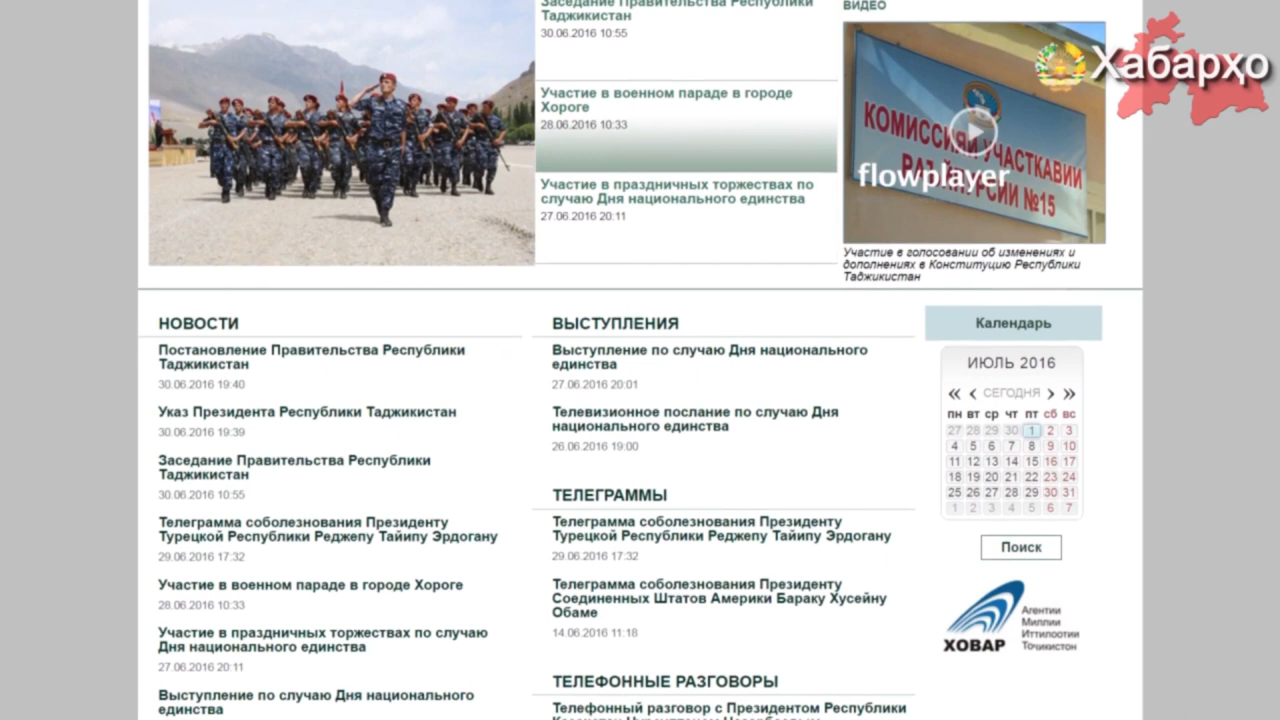 Заседание Правительства Республики
Таджикистан
30.06.2016 10:55
Участие в военном параде в городе
Хороге
28.06.2016 10:33
Участие в праздничных торжествах по
случаю Дня национального единства
27.06.2016 20:11
ВИДЕО
Хабарҳо
КОМИССИЯИ УЧАСТКАВИИ
РАЪЙПУРСИИ №15
flowplayer
Участие в голосовании об изменениях и
дополнениях в Конституцию Республики
Таджикистан
НОВОСТИ
Постановление Правительства Республики
Таджикистан
30.06.2016 19:40
Указ Президента Республики Таджикистан
30.06.2016 19:39
Заседание Правительства Республики
Таджикистан
30.06.2016 10:55
Телеграмма соболезнования Президенту
Турецкой Республики Реджепу Тайипу Эрдогану
29.06.2016 17:32
Участие в военном параде в городе Хороге
28.06.2016 10:33
Участие в праздничных торжествах по случаю
Дня национального единства
27.06.2016 20:11
Выступление по случаю Дня национального
единства
ВЫСТУПЛЕНИЯ
Выступление по случаю Дня национального
единства
27.06.2016 20:01
Телевизионное послание по случаю Дня
национального единства
26.06.2016 19:00
ТЕЛЕГРАММЫ
Телеграмма соболезнования Президенту
Турецкой Республики Реджепу Тайипу Эрдогану
29.06.2016 17:32
Телеграмма соболезнования Президенту
Соединенных Штатов Америки Бараку Хусейну
Обаме
14.06.2016 11:18
ТЕЛЕФОННЫЕ РАЗГОВОРЫ
Телефонный разговор с Президентом Республики
Календарь
ИЮЛЬ 2016
« ‹ СЕГОДНЯ › »
пн вт ср чт пт сб вс
27 28 29 30 1 2 3
4 5 6 7 8 9 10
11 12 13 14 15 16 17
18 19 20 21 22 23 24
25 26 27 28 29 30 31
1 2 3 4 5 6 7
Поиск
ХОВАР
Агентии
Миллии
Иттилоотии
Тоҷикистон